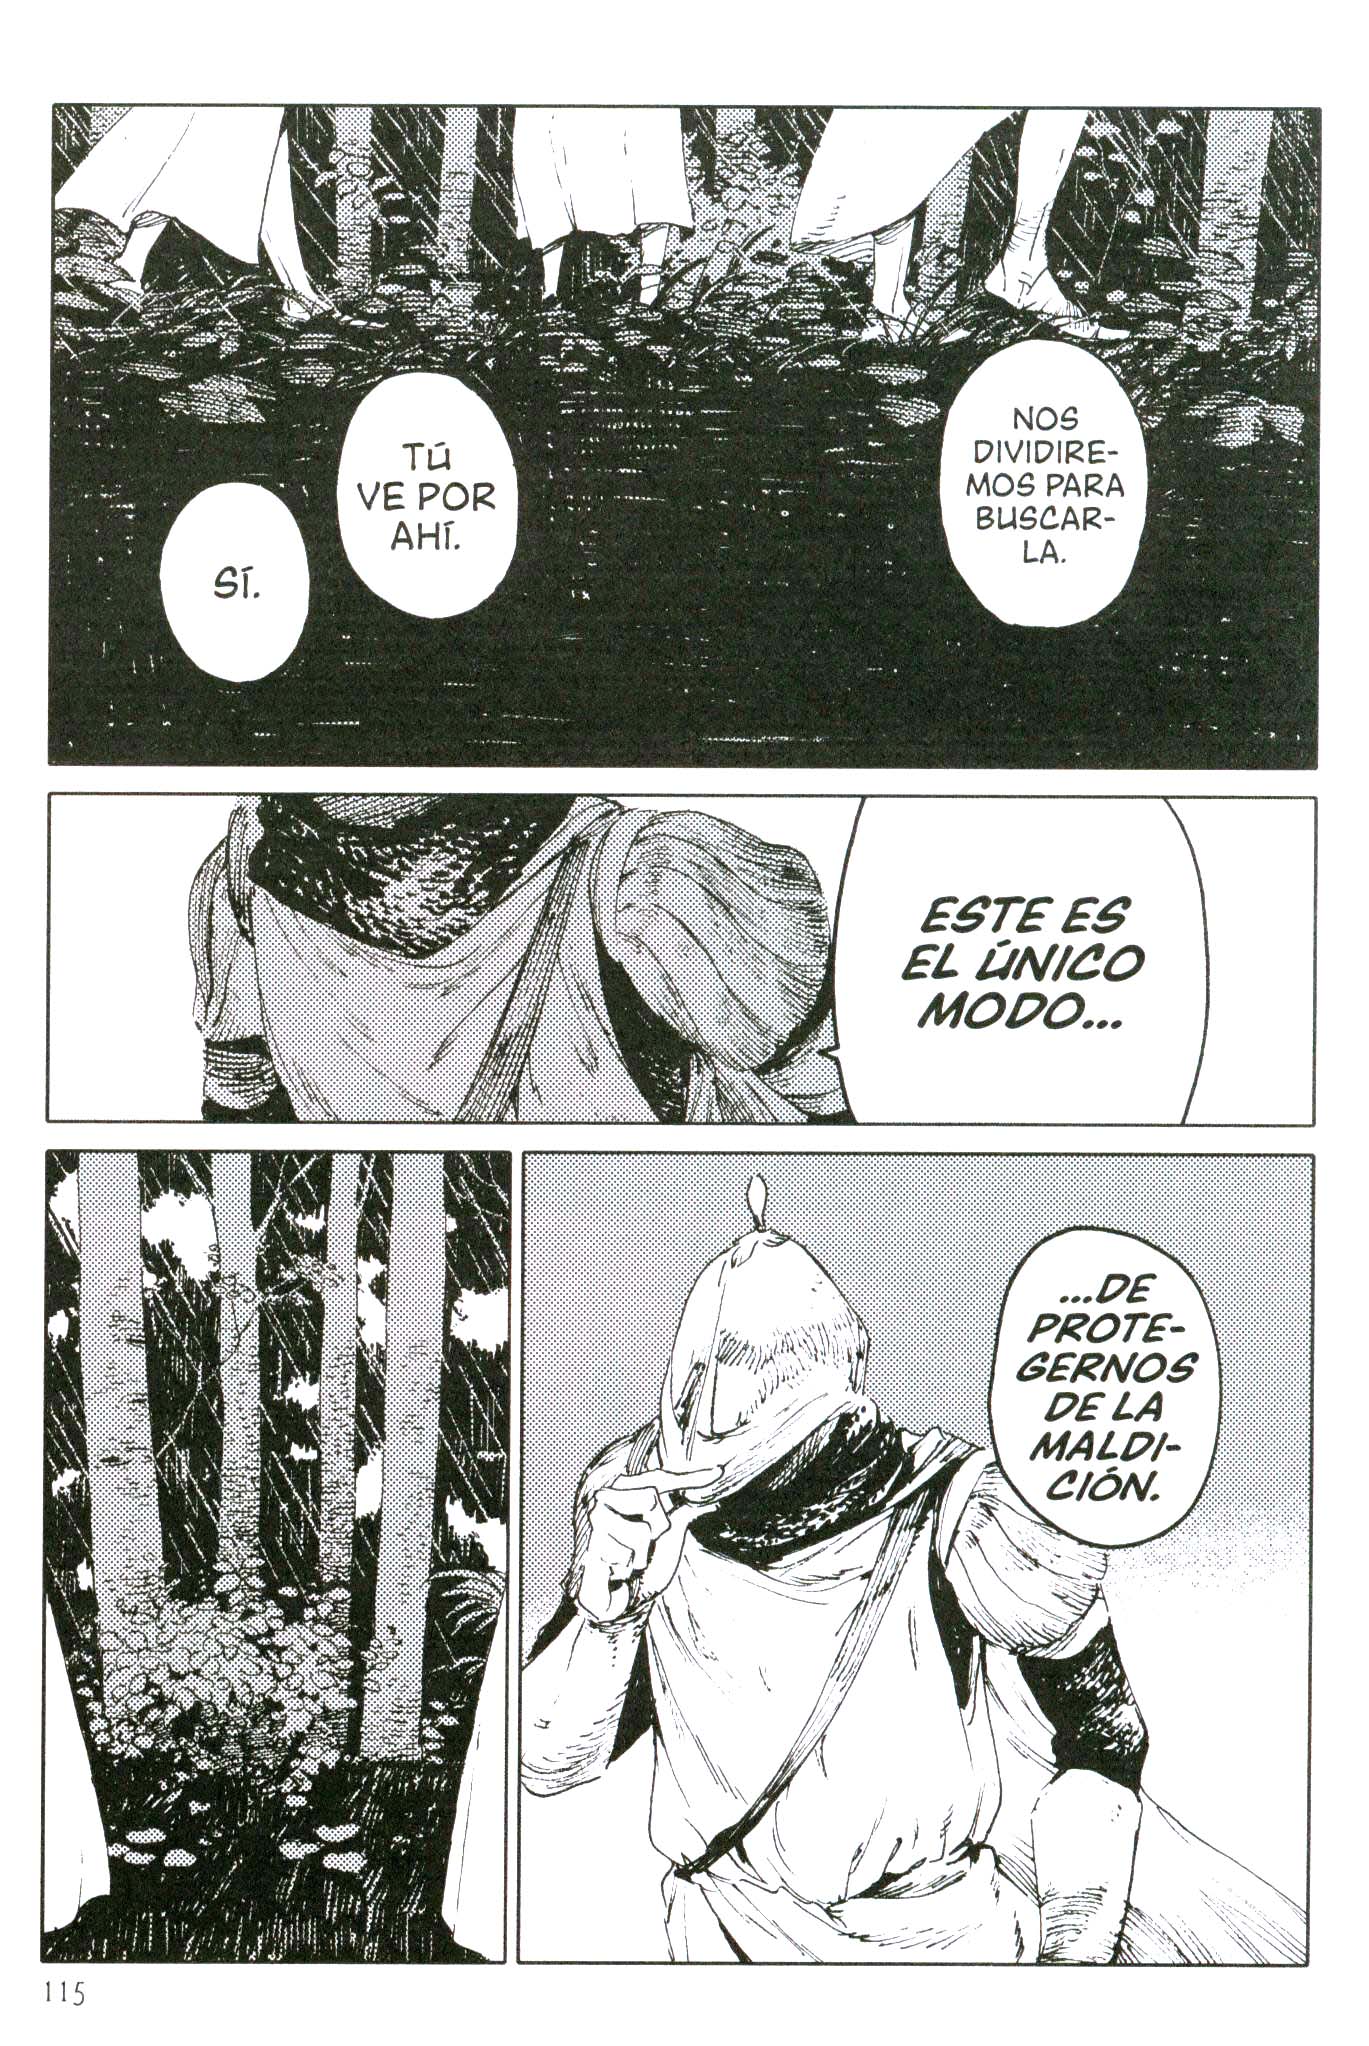 NOS
DIVIDIRE-
MOS PARA
BUSCAR-
LA.
TÚ
VE POR
AHÍ.
SÍ.
ESTE ES
EL ÚNICO
MODO...
...DE
PROTE-
GERNOS
DE LA
MALDI-
CIÓN.
115